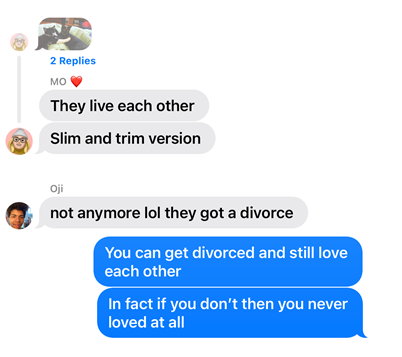 2 Replies
MO ❤️
They live each other
Slim and trim version
Oji
not anymore lol they got a divorce
You can get divorced and still love
each other
In fact if you don’t then you never
loved at all